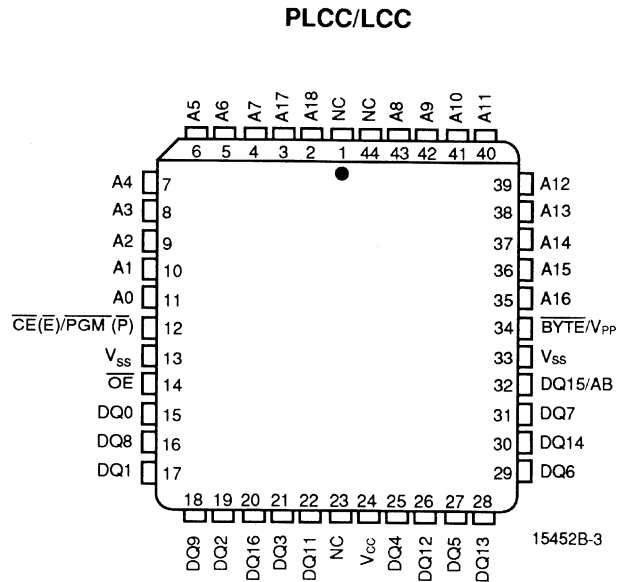 PLCC/LCC
A5 A6 A7 A17 A18 NC NC A8 A9 A10 A11
6 5 4 3 2 1 44 43 42 41 40
A4 7 39 A12
A3 8 38 A13
A2 9 37 A14
A1 10 36 A15
A0 11 35 A16
C̅E̅(E̅)/P̅G̅M̅ (P̅) 12 34 B̅Y̅T̅E̅/VPP
VSS 13 33 VSS
O̅E̅ 14 32 DQ15/AB
DQ0 15 31 DQ7
DQ8 16 30 DQ14
DQ1 17 29 DQ6
18 19 20 21 22 23 24 25 26 27 28
DQ9 DQ2 DQ16 DQ3 DQ11 NC VCC DQ4 DQ12 DQ5 DQ13
15452B-3